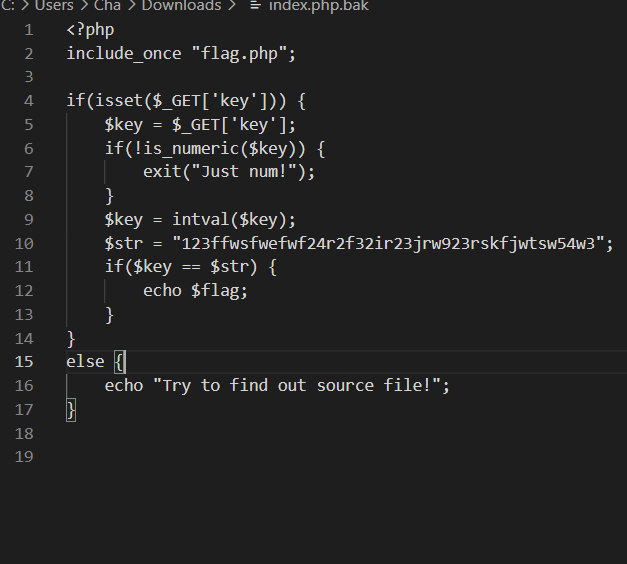 C: > Users > Cha > Downloads > index.php.bak
1 <?php
2 include_once "flag.php";
3
4 if(isset($_GET['key'])) {
5 $key = $_GET['key'];
6 if(!is_numeric($key)) {
7 exit("Just num!");
8 }
9 $key = intval($key);
10 $str = "123ffwsfwefwf24r2f32ir23jrw923rskfjwtsw54w3";
11 if($key == $str) {
12 echo $flag;
13 }
14 }
15 else {
16 echo "Try to find out source file!";
17 }
18
19